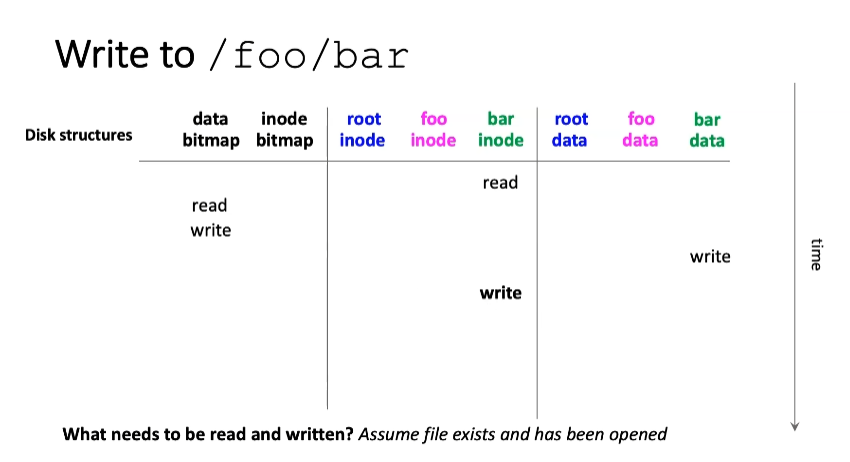 Write to /foo/bar
data inode root foo bar root foo bar
Disk structures bitmap bitmap inode inode inode data data data
read
read
write
write
write
time
What needs to be read and written? Assume file exists and has been opened